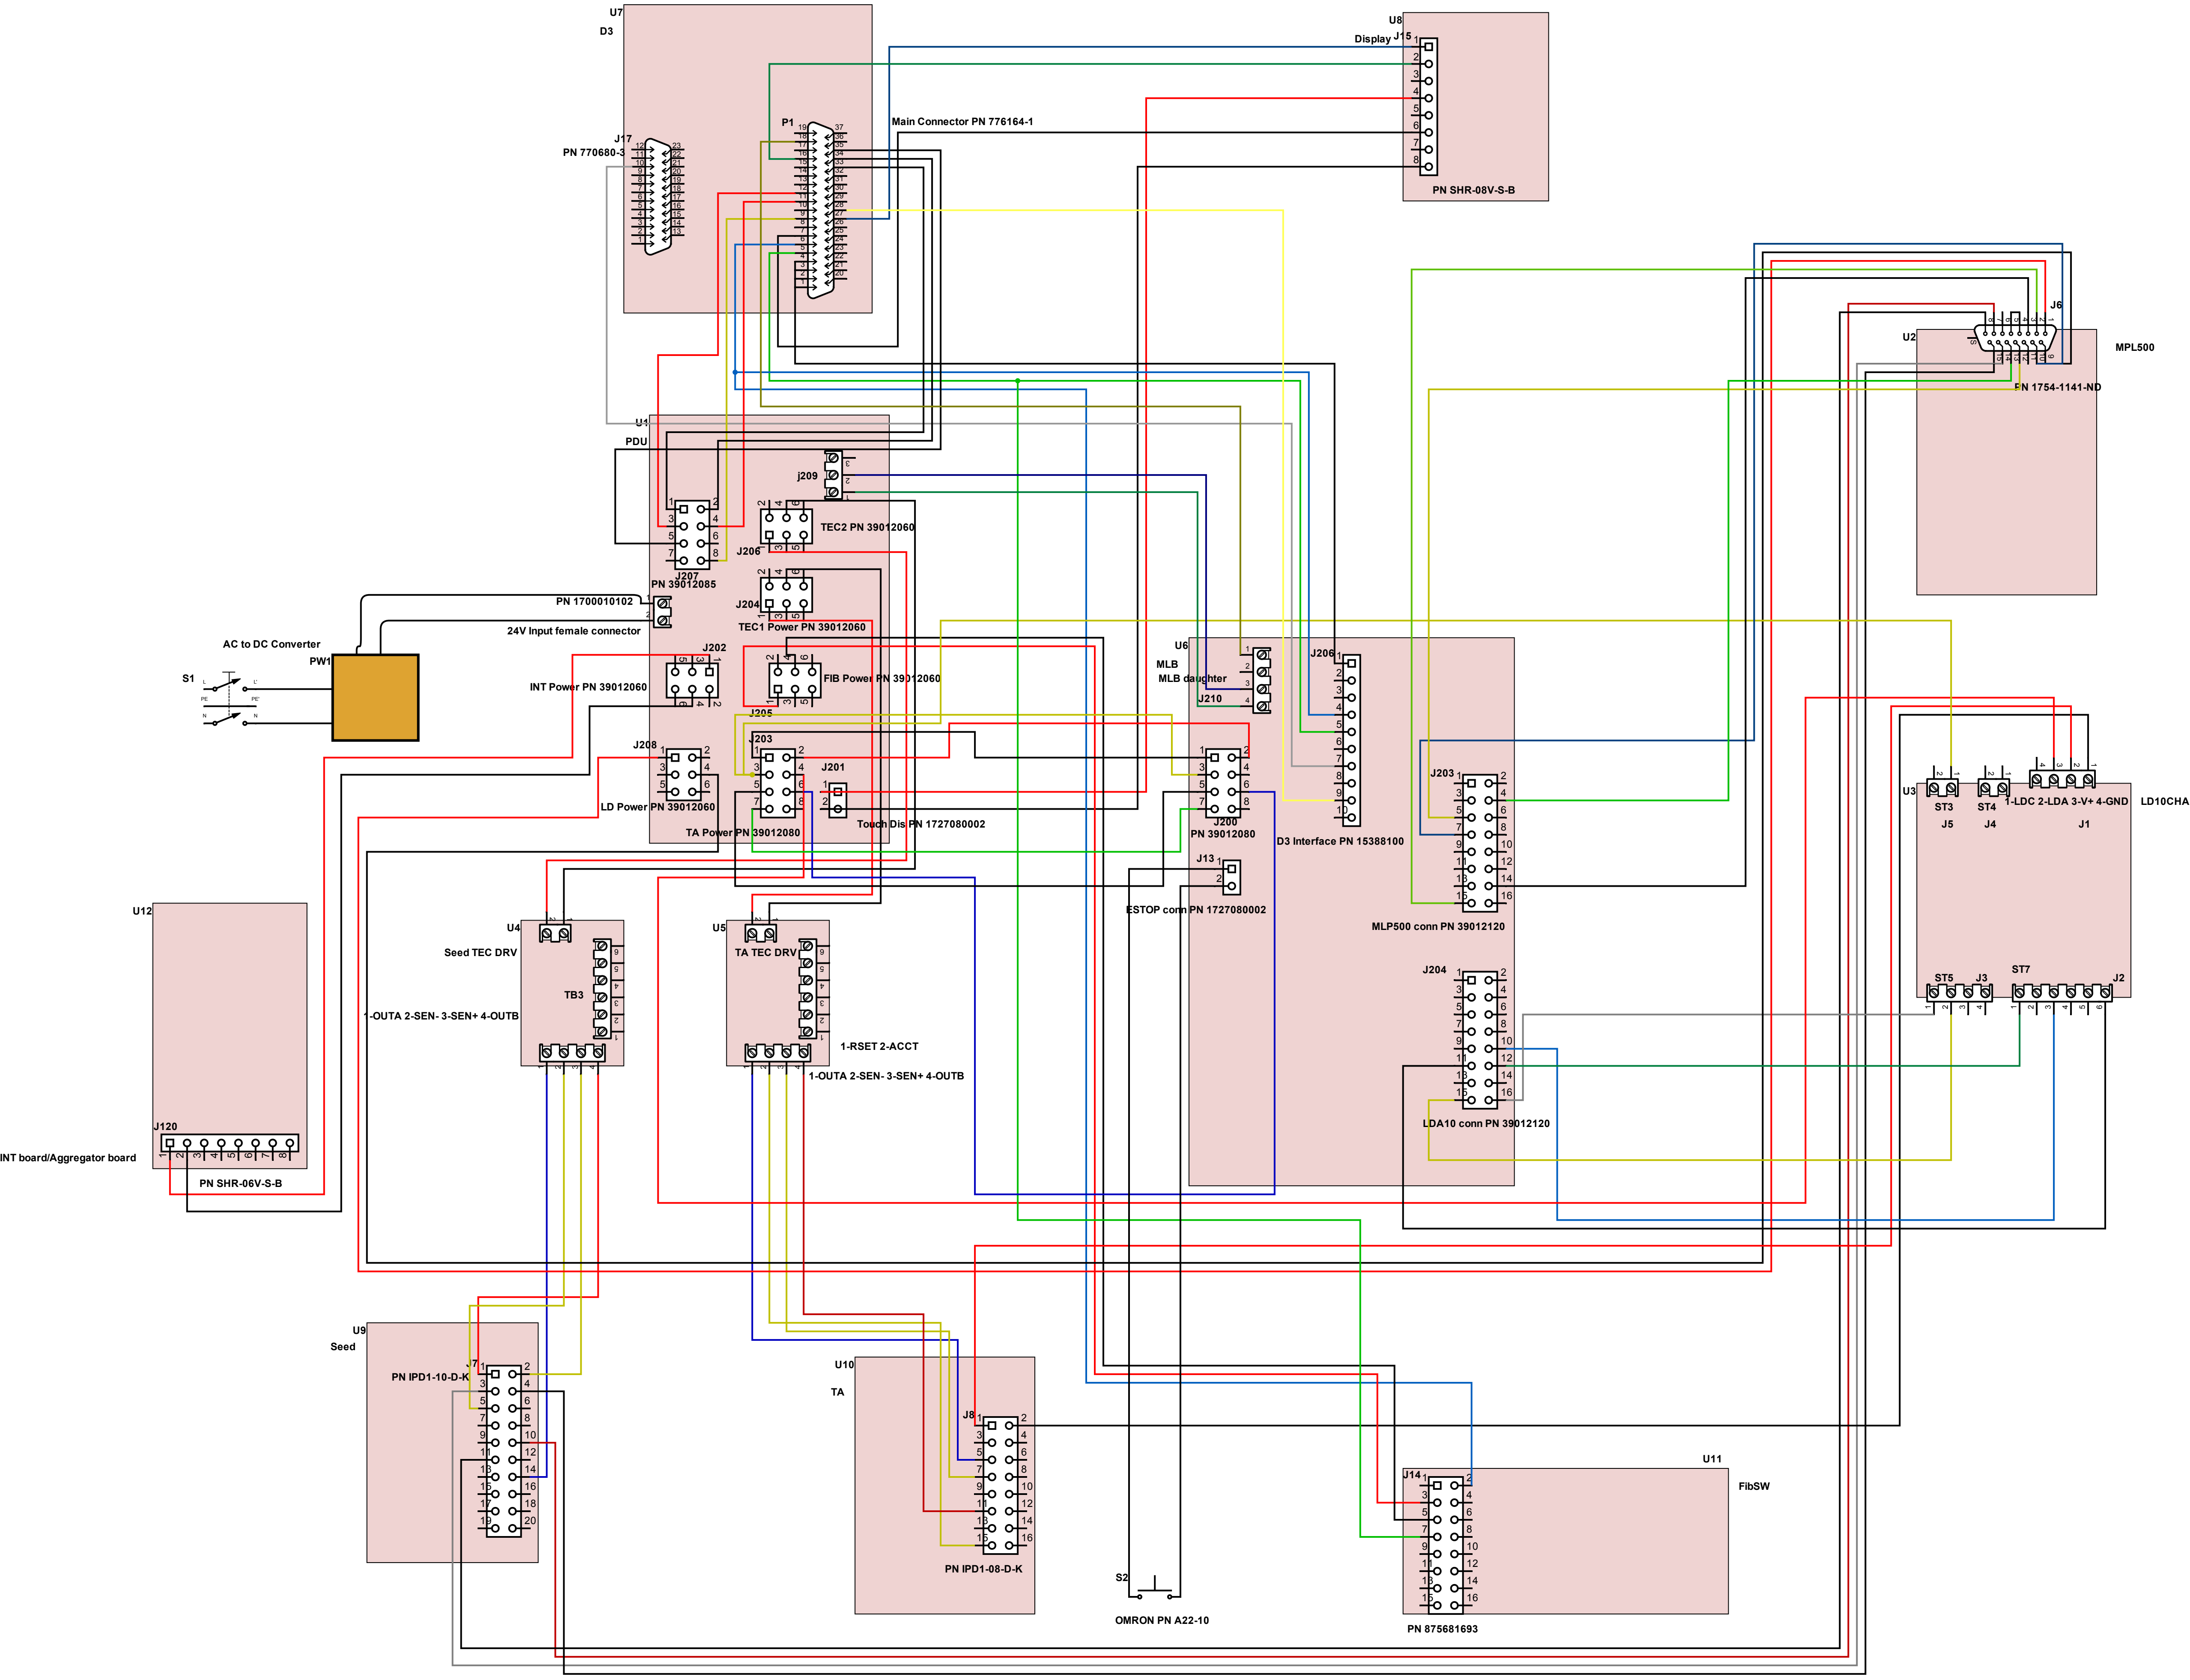 U7
D3
J17
PN 770680-3
P1
Main Connector PN 776164-1
U8
Display J15
PN SHR-08V-S-B
J6
U2
MPL500
PN 1754-1141-ND
U1
PDU
j209
TEC2 PN 39012060
J206
J207
PN 39012085
J204
TEC1 Power PN 39012060
PN 1700010102
24V Input female connector
AC to DC Converter
PW1
S1
L L'
PE PE'
N N
J202
INT Power PN 39012060
FIB Power PN 39012060
J205
J208
LD Power PN 39012060
J203
TA Power PN 39012080
J201
Touch Dis PN 1727080002
U6
MLB
MLB daughter
J210
J206
D3 Interface PN 15388100
J200
PN 39012080
J13
ESTOP conn PN 1727080002
J203
MLP500 conn PN 39012120
J204
LDA10 conn PN 39012120
U3
ST3
J5
ST4
J4
1-LDC 2-LDA 3-V+ 4-GND
J1
LD10CHA
ST5
J3
ST7
J2
U12
J120
INT board/Aggregator board
PN SHR-06V-S-B
U4
Seed TEC DRV
TB3
1-OUTA 2-SEN- 3-SEN+ 4-OUTB
U5
TA TEC DRV
1-RSET 2-ACCT
1-OUTA 2-SEN- 3-SEN+ 4-OUTB
U9
Seed
J7
PN IPD1-10-D-K
U10
TA
J8
PN IPD1-08-D-K
S2
OMRON PN A22-10
U11
FibSW
J14
PN 875681693